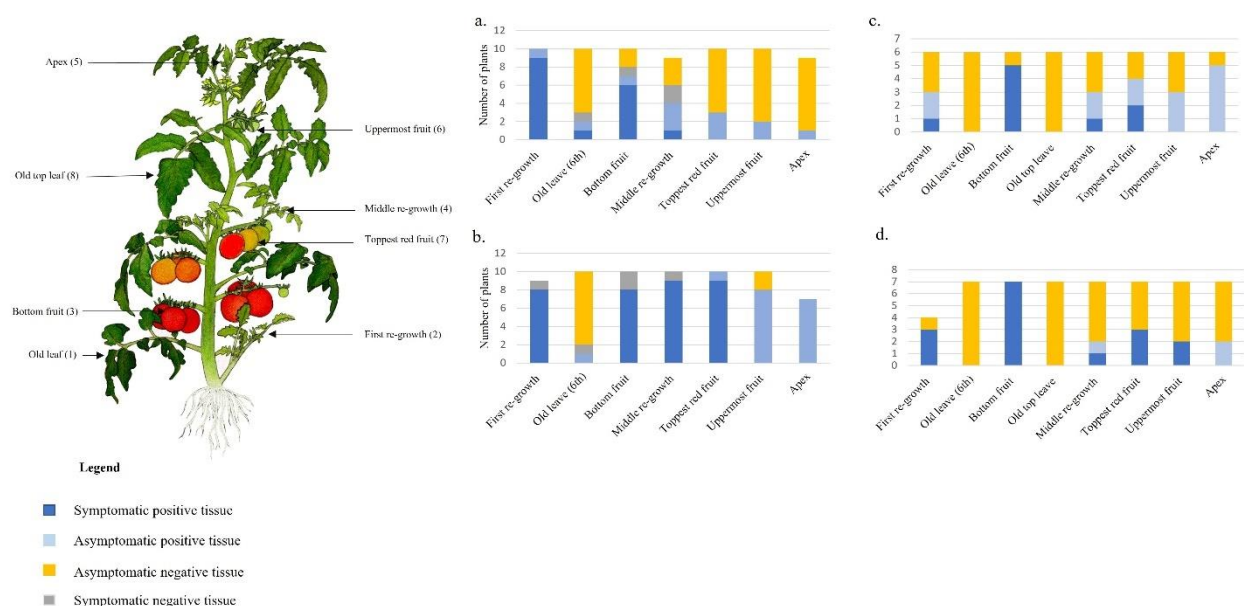 Apex (5)
Uppermost fruit (6)
Old top leaf (8)
Middle re-growth (4)
Toppest red fruit (7)
Bottom fruit (3)
First re-growth (2)
Old leaf (1)
Legend
Symptomatic positive tissue
Asymptomatic positive tissue
Asymptomatic negative tissue
Symptomatic negative tissue
a.
Number of plants
12
10
8
6
4
2
0
First re-growth
Old leave (6th)
Bottom fruit
Middle re-growth
Toppest red fruit
Uppermost fruit
Apex
b.
Number of plants
12
10
8
6
4
2
0
First re-growth
Old leave (6th)
Bottom fruit
Middle re-growth
Toppest red fruit
Uppermost fruit
Apex
c.
7
6
5
4
3
2
1
0
First re-growth
Old leave (6th)
Bottom fruit
Old top leave
Middle re-growth
Toppest red fruit
Uppermost fruit
Apex
d.
8
7
6
5
4
3
2
1
0
First re-growth
Old leave (6th)
Bottom fruit
Old top leave
Middle re-growth
Toppest red fruit
Uppermost fruit
Apex